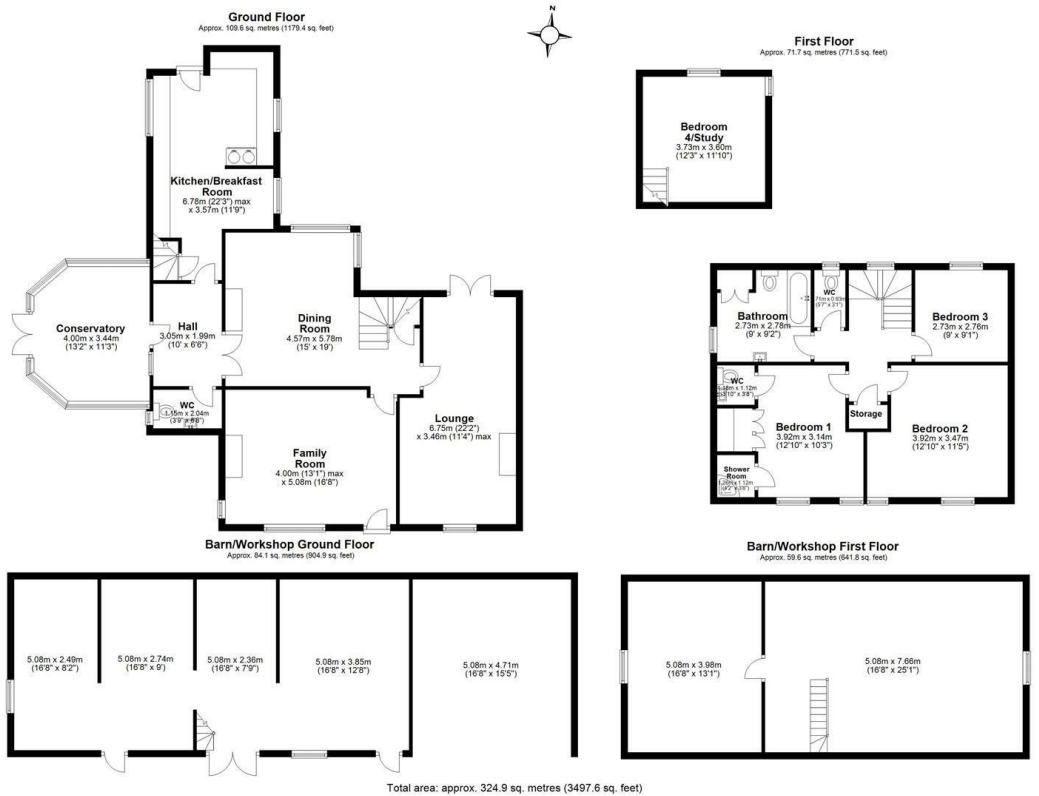 Ground Floor
Approx. 109.6 sq. metres (1179.4 sq. feet)
N
First Floor
Approx. 71.7 sq. metres (771.5 sq. feet)
Kitchen/Breakfast
Room
6.78m (22'3") max
x 3.57m (11'9")
Bedroom
4/Study
3.73m x 3.60m
(12'3" x 11'10")
Conservatory
4.00m x 3.44m
(13'2" x 11'3")
Hall
3.05m x 1.99m
(10' x 6'6")
Dining
Room
4.57m x 5.78m
(15' x 19')
WC
1.15m x 2.04m
(3'9" x 6'8")
Family
Room
4.00m (13'1") max
x 5.08m (16'8")
Lounge
6.75m (22'2")
x 3.46m (11'4") max
Bathroom
2.73m x 2.78m
(9' x 9'2")
WC
Bedroom 3
2.73m x 2.76m
(9' x 9'1")
WC
Storage
Bedroom 1
3.92m x 3.14m
(12'10" x 10'3")
Bedroom 2
3.92m x 3.47m
(12'10" x 11'5")
Shower
Room
Barn/Workshop Ground Floor
Approx. 84.1 sq. metres (904.9 sq. feet)
5.08m x 2.49m
(16'8" x 8'2")
5.08m x 2.74m
(16'8" x 9')
5.08m x 2.36m
(16'8" x 7'9")
5.08m x 3.85m
(16'8" x 12'8")
5.08m x 4.71m
(16'8" x 15'5")
Barn/Workshop First Floor
Approx. 59.6 sq. metres (641.8 sq. feet)
5.08m x 3.98m
(16'8" x 13'1")
5.08m x 7.66m
(16'8" x 25'1")
Total area: approx. 324.9 sq. metres (3497.6 sq. feet)